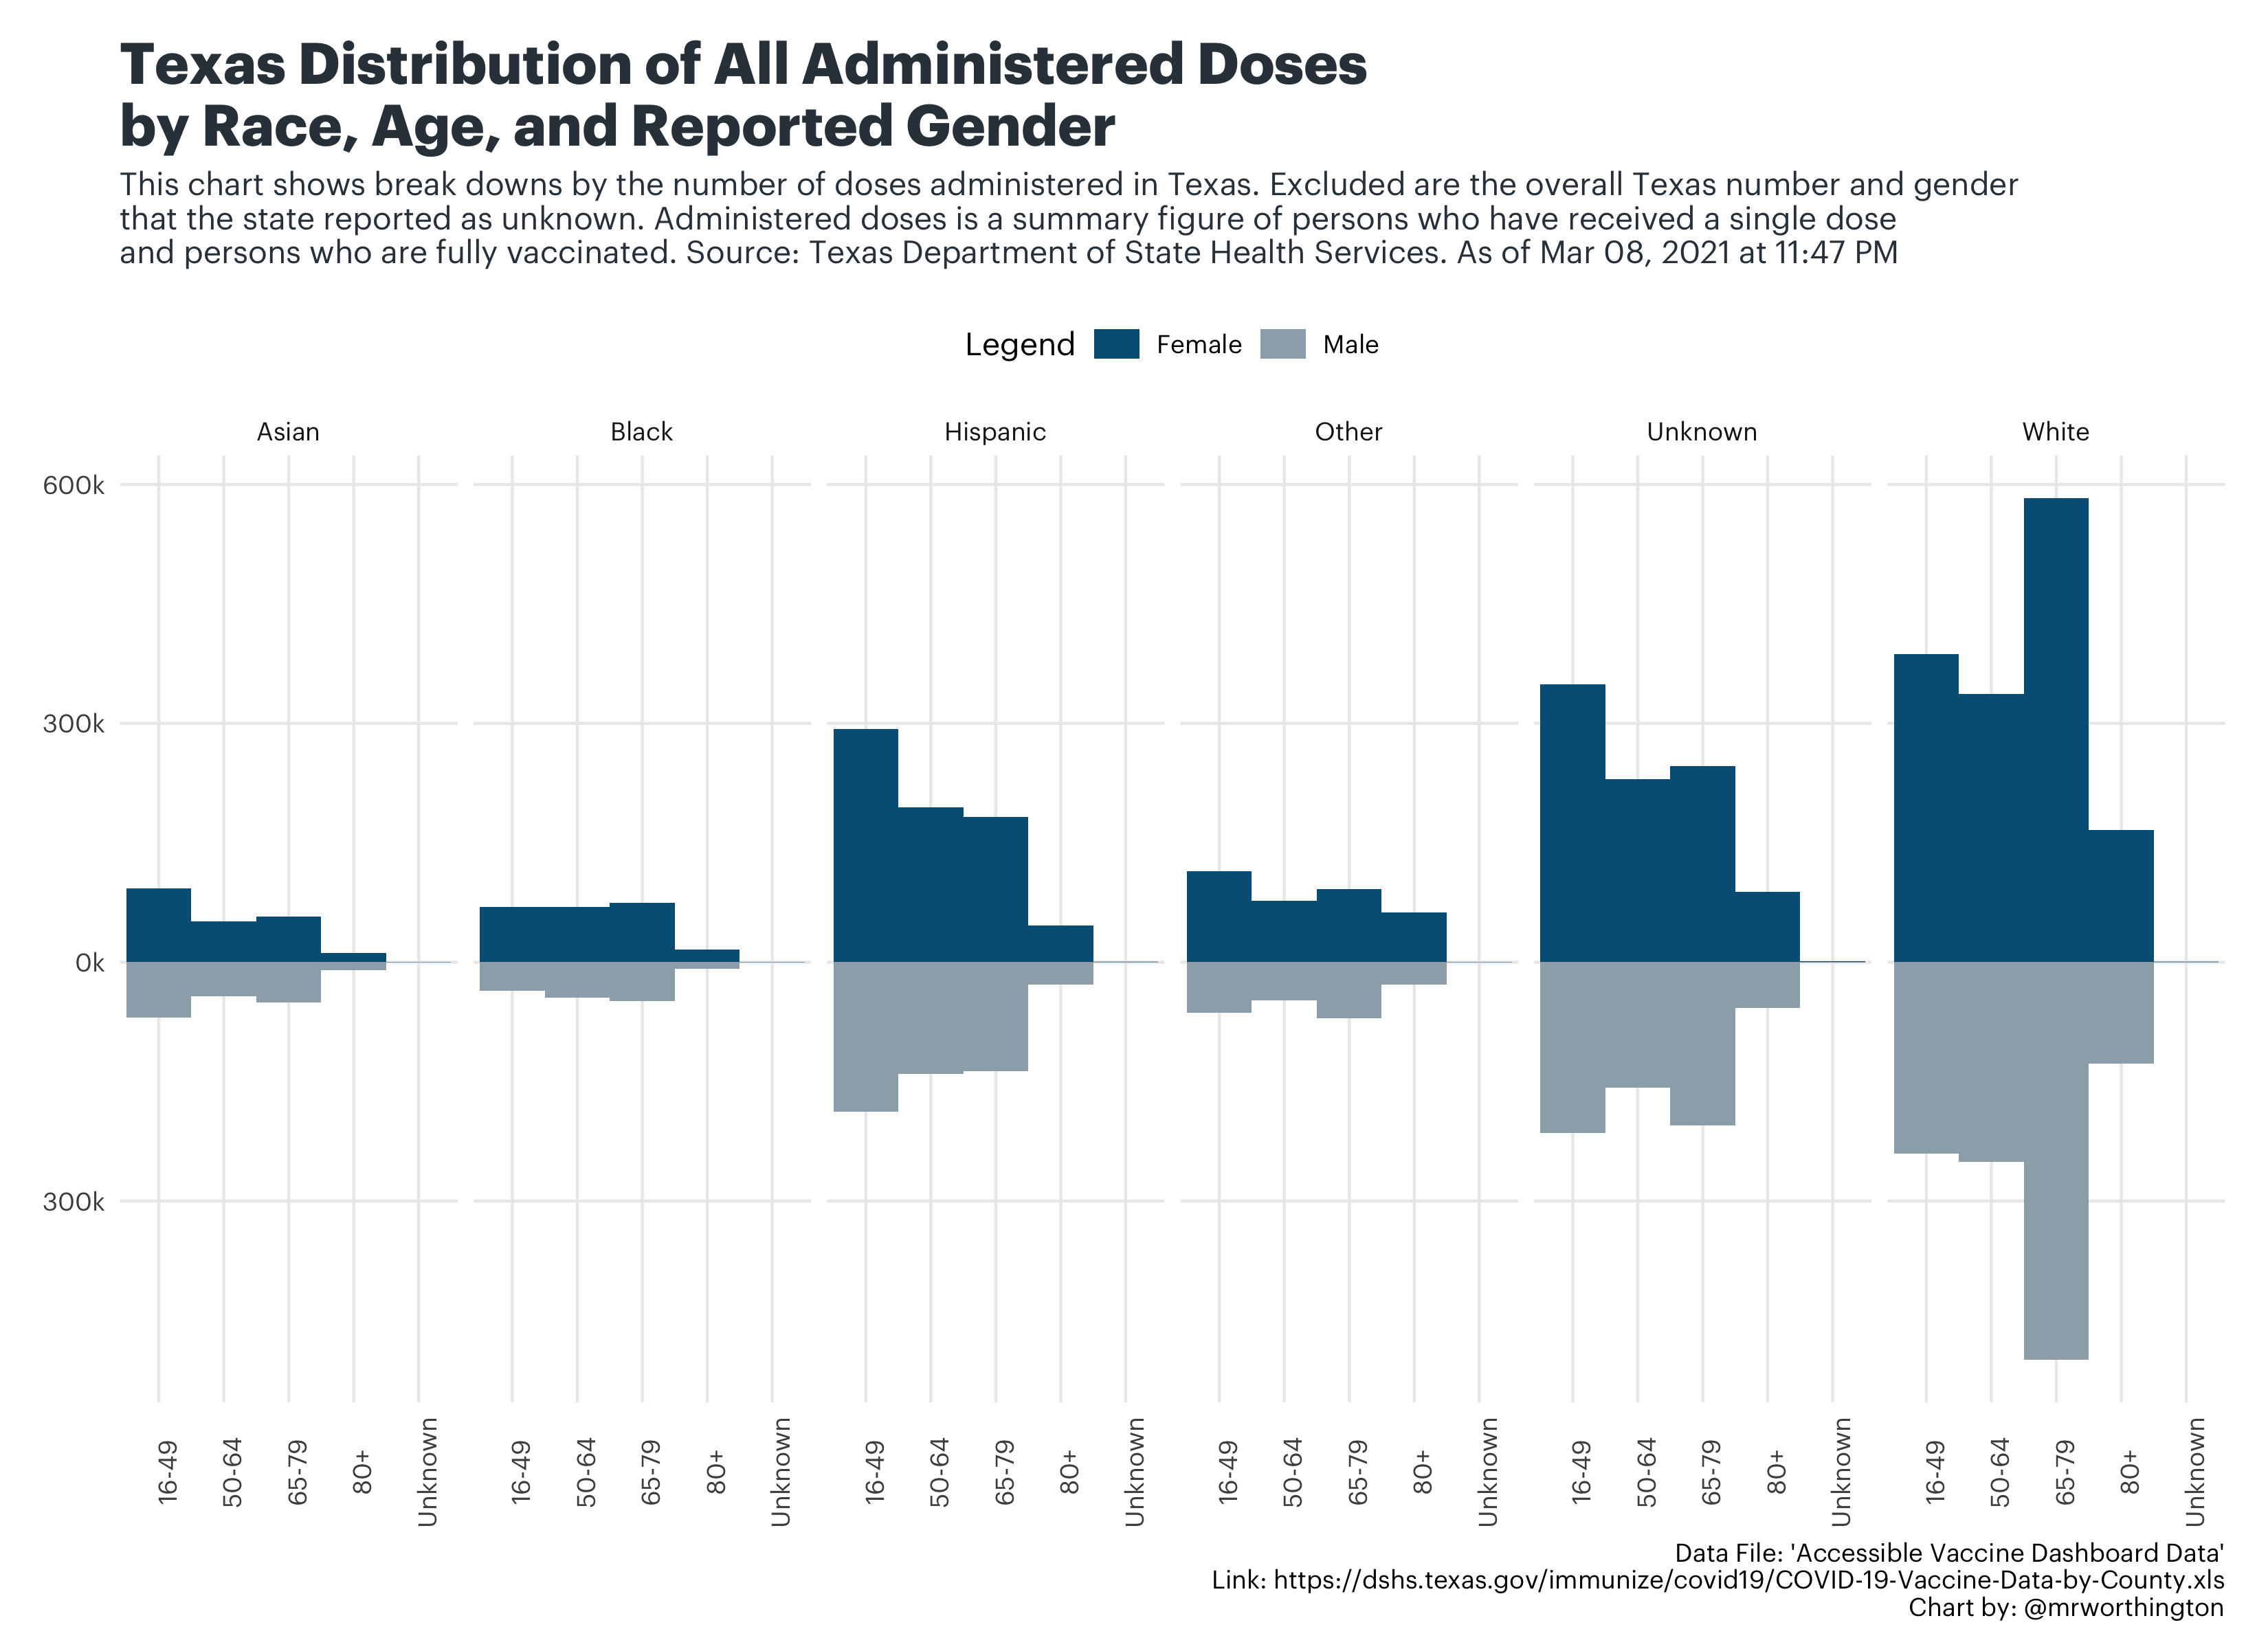 Texas Distribution of All Administered Doses
by Race, Age, and Reported Gender
This chart shows break downs by the number of doses administered in Texas. Excluded are the overall Texas number and gender
that the state reported as unknown. Administered doses is a summary figure of persons who have received a single dose
and persons who are fully vaccinated. Source: Texas Department of State Health Services. As of Mar 08, 2021 at 11:47 PM
Legend Female Male
Asian Black Hispanic Other Unknown White
600k
300k
0k
300k
16-49 50-64 65-79 80+ Unknown 16-49 50-64 65-79 80+ Unknown 16-49 50-64 65-79 80+ Unknown 16-49 50-64 65-79 80+ Unknown 16-49 50-64 65-79 80+ Unknown 16-49 50-64 65-79 80+ Unknown
Data File: 'Accessible Vaccine Dashboard Data'
Link: https://dshs.texas.gov/immunize/covid19/COVID-19-Vaccine-Data-by-County.xls
Chart by: @mrworthington